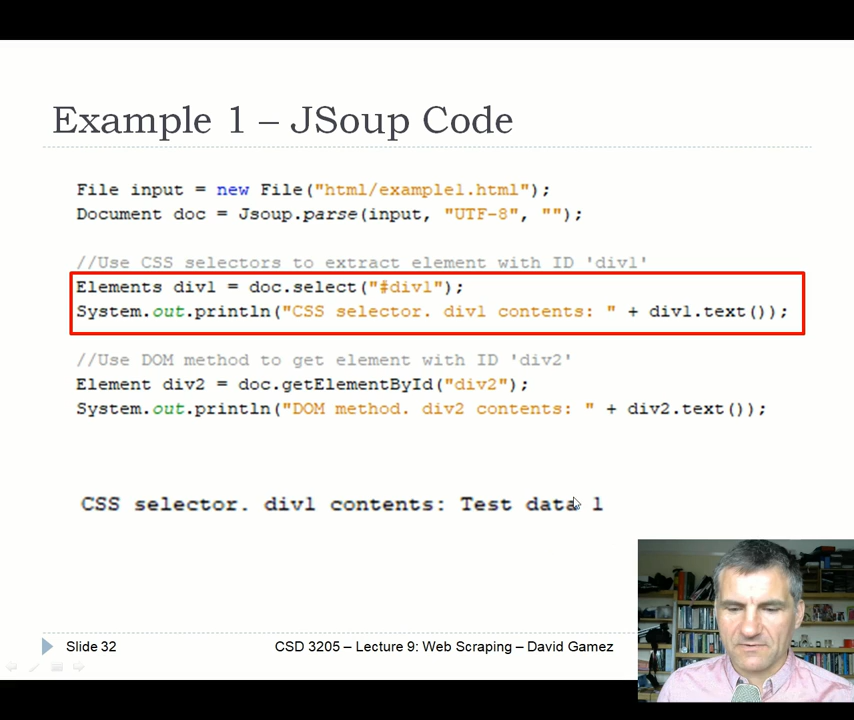 Example 1 – JSoup Code
File input = new File("html/example1.html");
Document doc = Jsoup.parse(input, "UTF-8", "");
//Use CSS selectors to extract element with ID 'div1'
Elements div1 = doc.select("#div1");
System.out.println("CSS selector. div1 contents: " + div1.text());
//Use DOM method to get element with ID 'div2'
Element div2 = doc.getElementById("div2");
System.out.println("DOM method. div2 contents: " + div2.text());
CSS selector. div1 contents: Test data 1
Slide 32
CSD 3205 – Lecture 9: Web Scraping – David Gamez